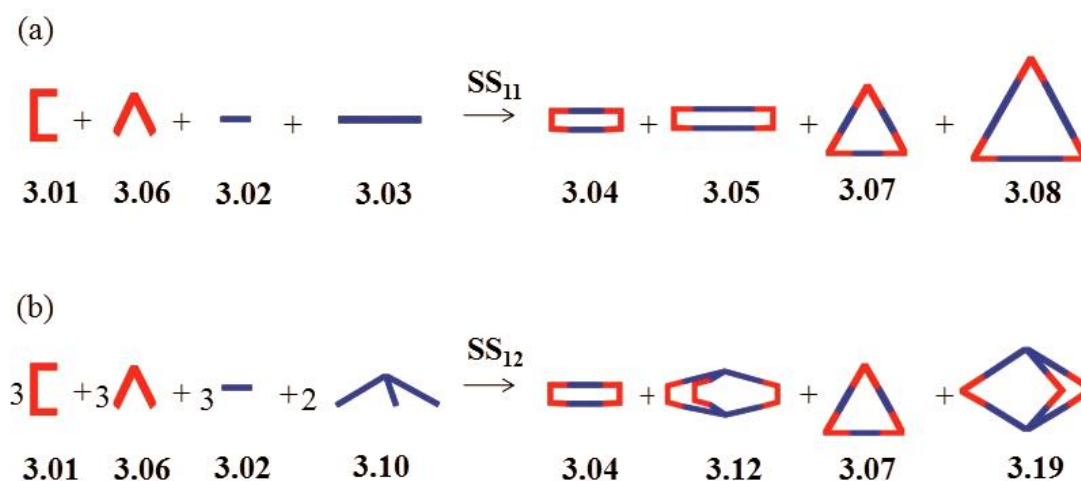 (a)
+ + + SS₁₁ + + +
3.01 3.06 3.02 3.03 3.04 3.05 3.07 3.08
(b)
3 +3 +3 +2 SS₁₂ + + +
3.01 3.06 3.02 3.10 3.04 3.12 3.07 3.19